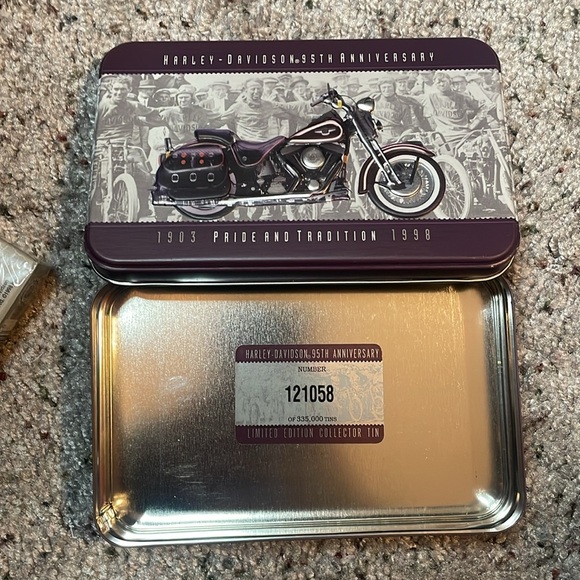 HARLEY-DAVIDSON® 95TH ANNIVERSARY
1903 PRIDE AND TRADITION 1998
HARLEY-DAVIDSON 95TH ANNIVERSARY
NUMBER
121058
OF 335,000 TINS
LIMITED EDITION COLLECTOR TIN